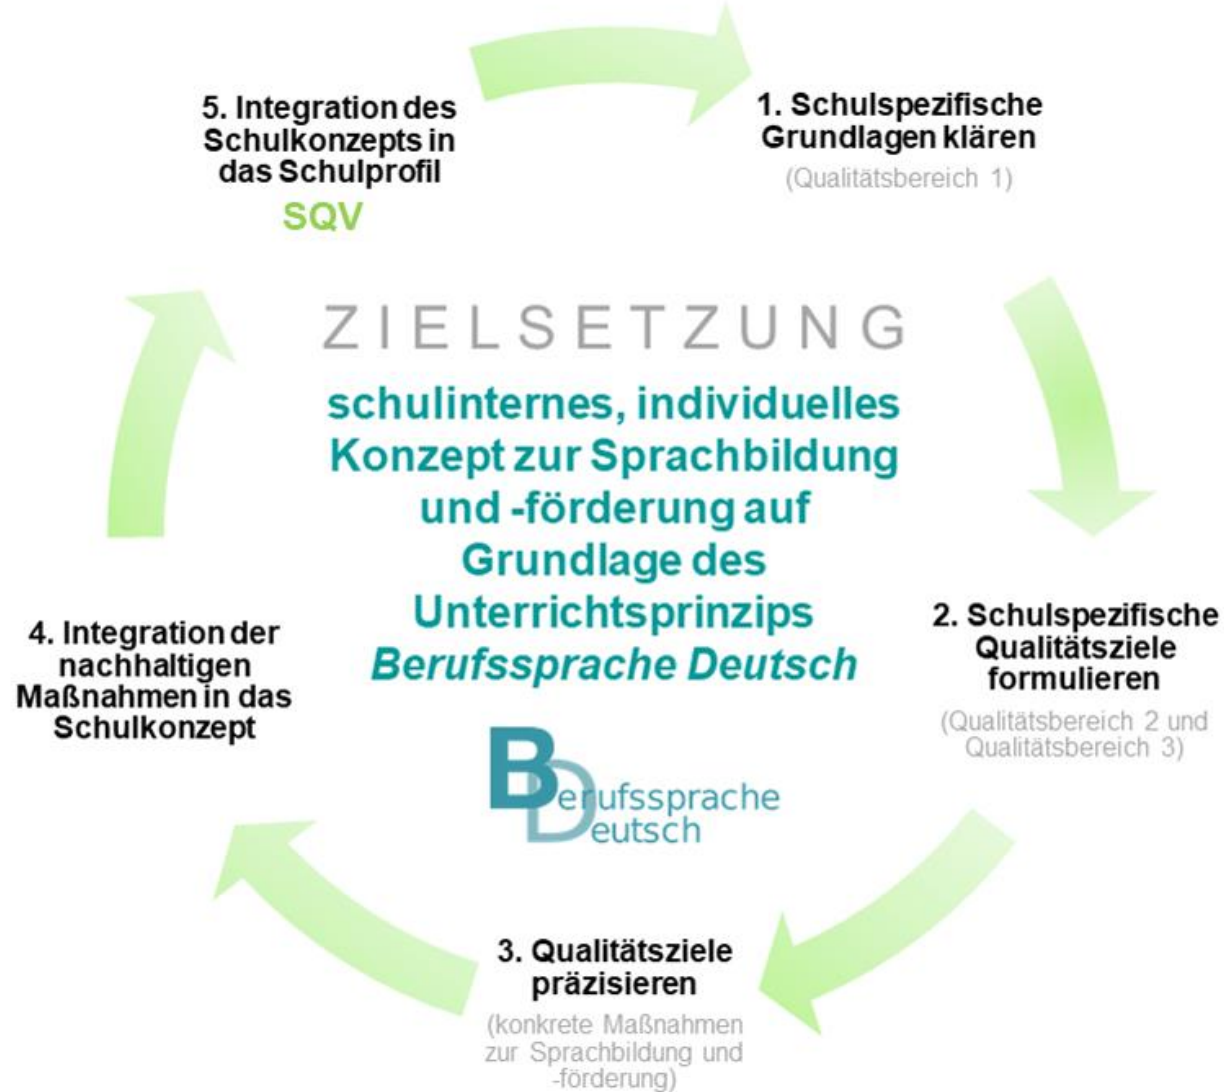 5. Integration des
Schulkonzepts in
das Schulprofil
SQV
1. Schulspezifische
Grundlagen klären
(Qualitätsbereich 1)
ZIELSETZUNG
schulinternes, individuelles
Konzept zur Sprachbildung
und -förderung auf
Grundlage des
Unterrichtsprinzips
Berufssprache Deutsch
2. Schulspezifische
Qualitätsziele
formulieren
(Qualitätsbereich 2 und
Qualitätsbereich 3)
4. Integration der
nachhaltigen
Maßnahmen in das
Schulkonzept
Berufssprache
Deutsch
3. Qualitätsziele
präzisieren
(konkrete Maßnahmen
zur Sprachbildung und
-förderung)